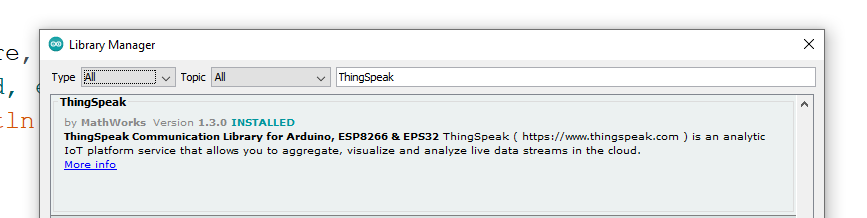 Library Manager
re,
Type All Topic All ThingSpeak
d,
ThingSpeak
by MathWorks Version 1.3.0 INSTALLED
tln
ThingSpeak Communication Library for Arduino, ESP8266 & EPS32 ThingSpeak ( https://www.thingspeak.com ) is an analytic
IoT platform service that allows you to aggregate, visualize and analyze live data streams in the cloud.
More info